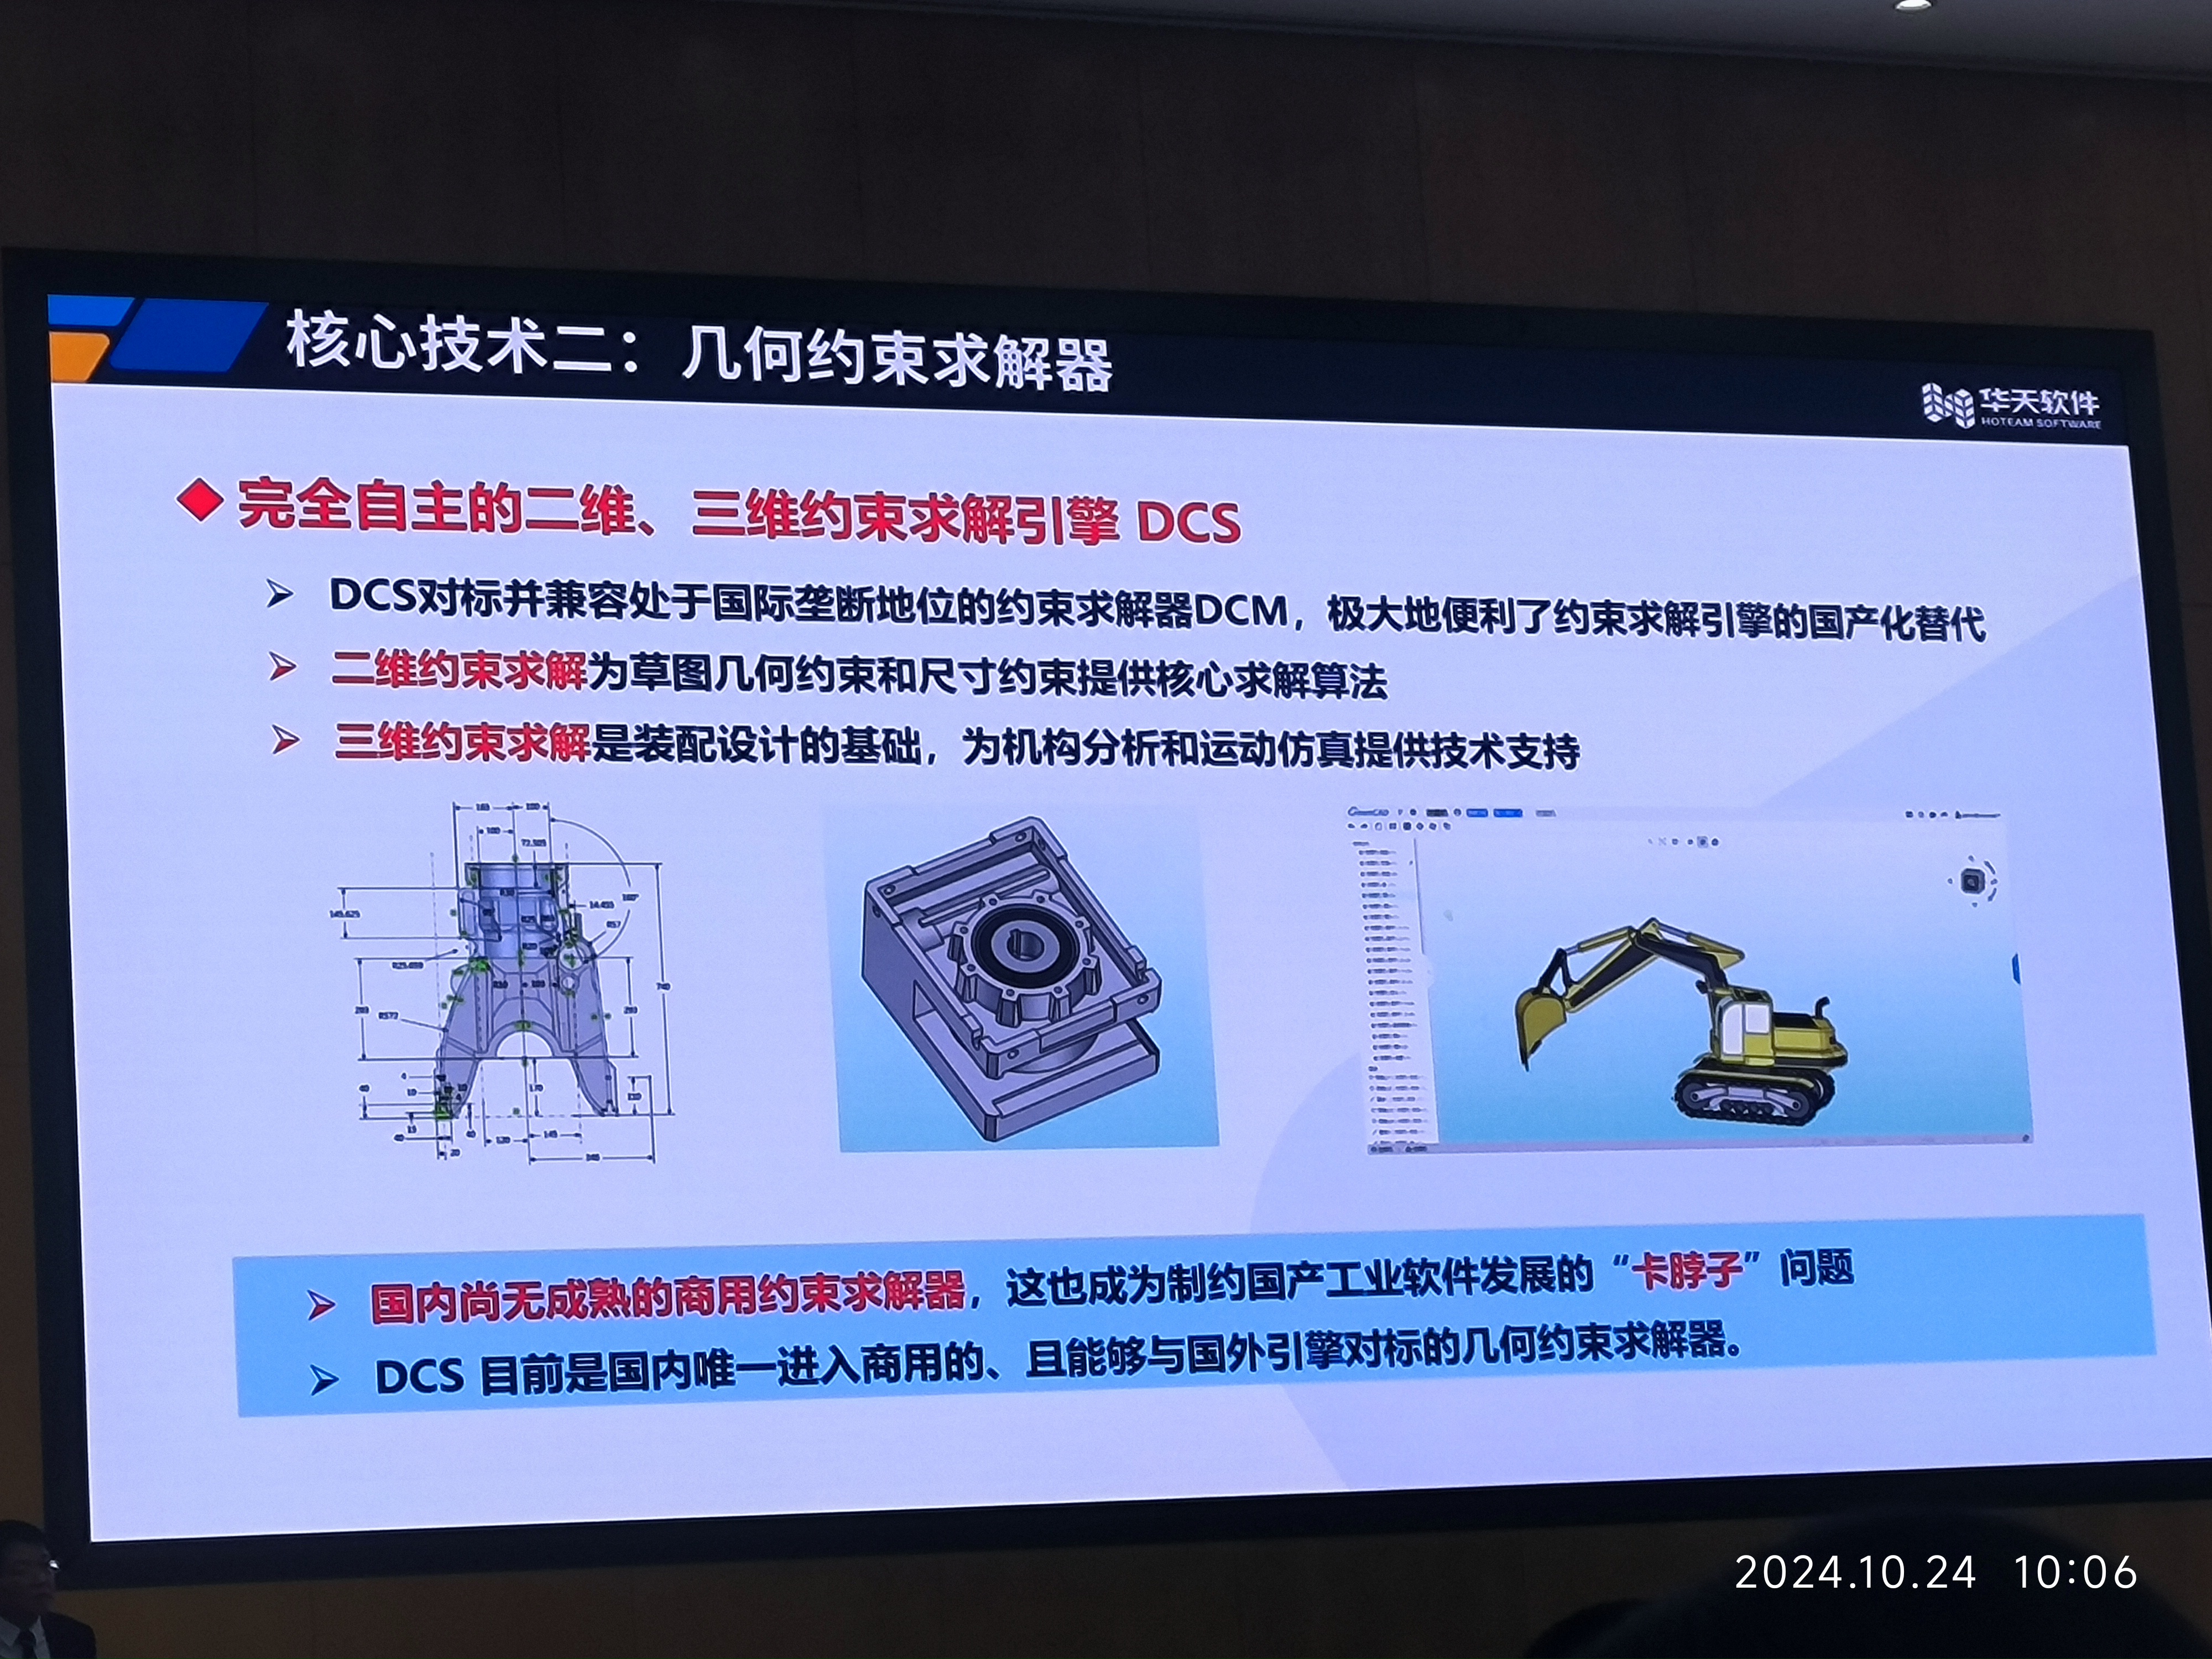 核心技术二：几何约束求解器
华天软件
HOTEAM SOFTWARE
完全自主的二维、三维约束求解引擎 DCS
DCS对标并兼容处于国际垄断地位的约束求解器DCM，极大地便利了约束求解引擎的国产化替代
二维约束求解为草图几何约束和尺寸约束提供核心求解算法
三维约束求解是装配设计的基础，为机构分析和运动仿真提供技术支持
国内尚无成熟的商用约束求解器，这也成为制约国产工业软件发展的“卡脖子”问题
DCS 目前是国内唯一进入商用的、且能够与国外引擎对标的几何约束求解器。
2024.10.24 10:06